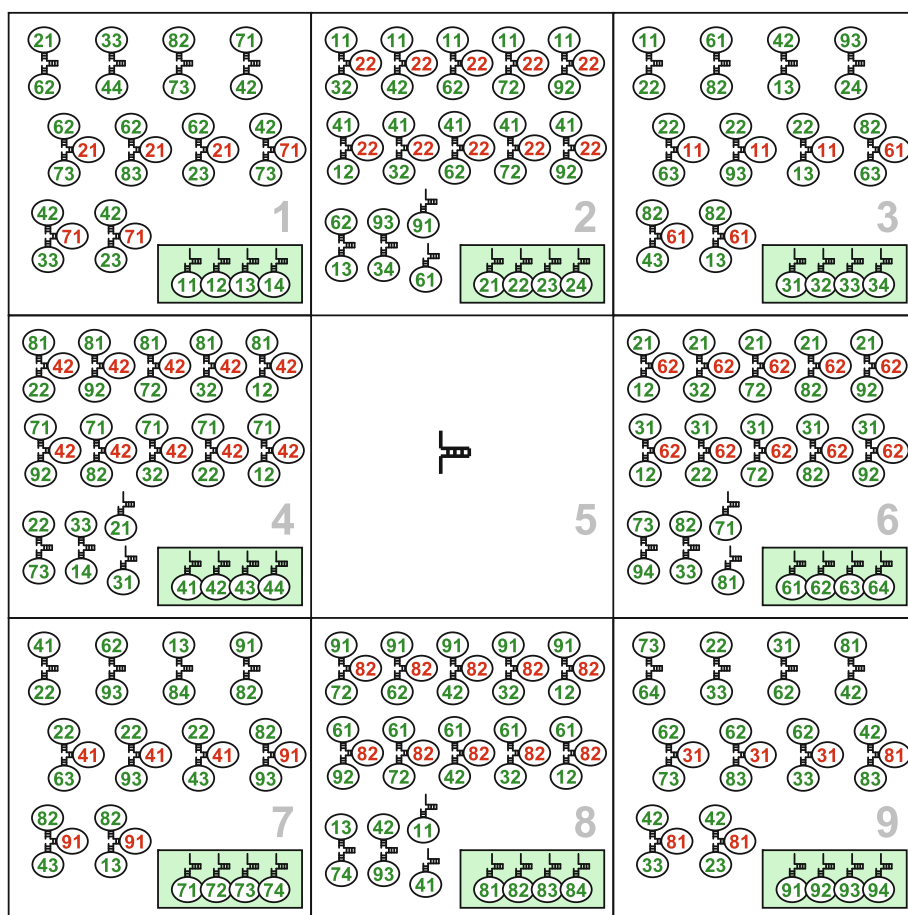 21 33 82 71
62 44 73 42
62 62 62 42
21 21 21 71
73 83 23 73
42 42
71 71
33 23
1
11 12 13 14
11 11 11 11 11
22 22 22 22 22
32 42 62 72 92
41 41 41 41 41
22 22 22 22 22
12 32 62 72 92
62 93 91
13 34 61
2
21 22 23 24
11 61 42 93
22 82 13 24
22 22 22 82
11 11 11 61
63 93 13 63
82 82
61 61
43 13
3
31 32 33 34
81 81 81 81 81
42 42 42 42 42
22 92 72 32 12
71 71 71 71 71
42 42 42 42 42
92 82 32 22 12
22 33 21
73 14 31
4
41 42 43 44
5
21 21 21 21 21
62 62 62 62 62
12 32 72 82 92
31 31 31 31 31
62 62 62 62 62
12 22 72 82 92
73 82 71
94 33 81
6
61 62 63 64
41 62 13 91
22 93 84 82
22 22 22 82
41 41 41 91
63 93 43 93
82 82
91 91
43 13
7
71 72 73 74
91 91 91 91 91
82 82 82 82 82
72 62 42 32 12
61 61 61 61 61
82 82 82 82 82
92 72 42 32 12
13 42 11
74 93 41
8
81 82 83 84
73 22 31 81
64 33 62 42
62 62 62 42
31 31 31 81
73 83 33 83
42 42
81 81
33 23
9
91 92 93 94